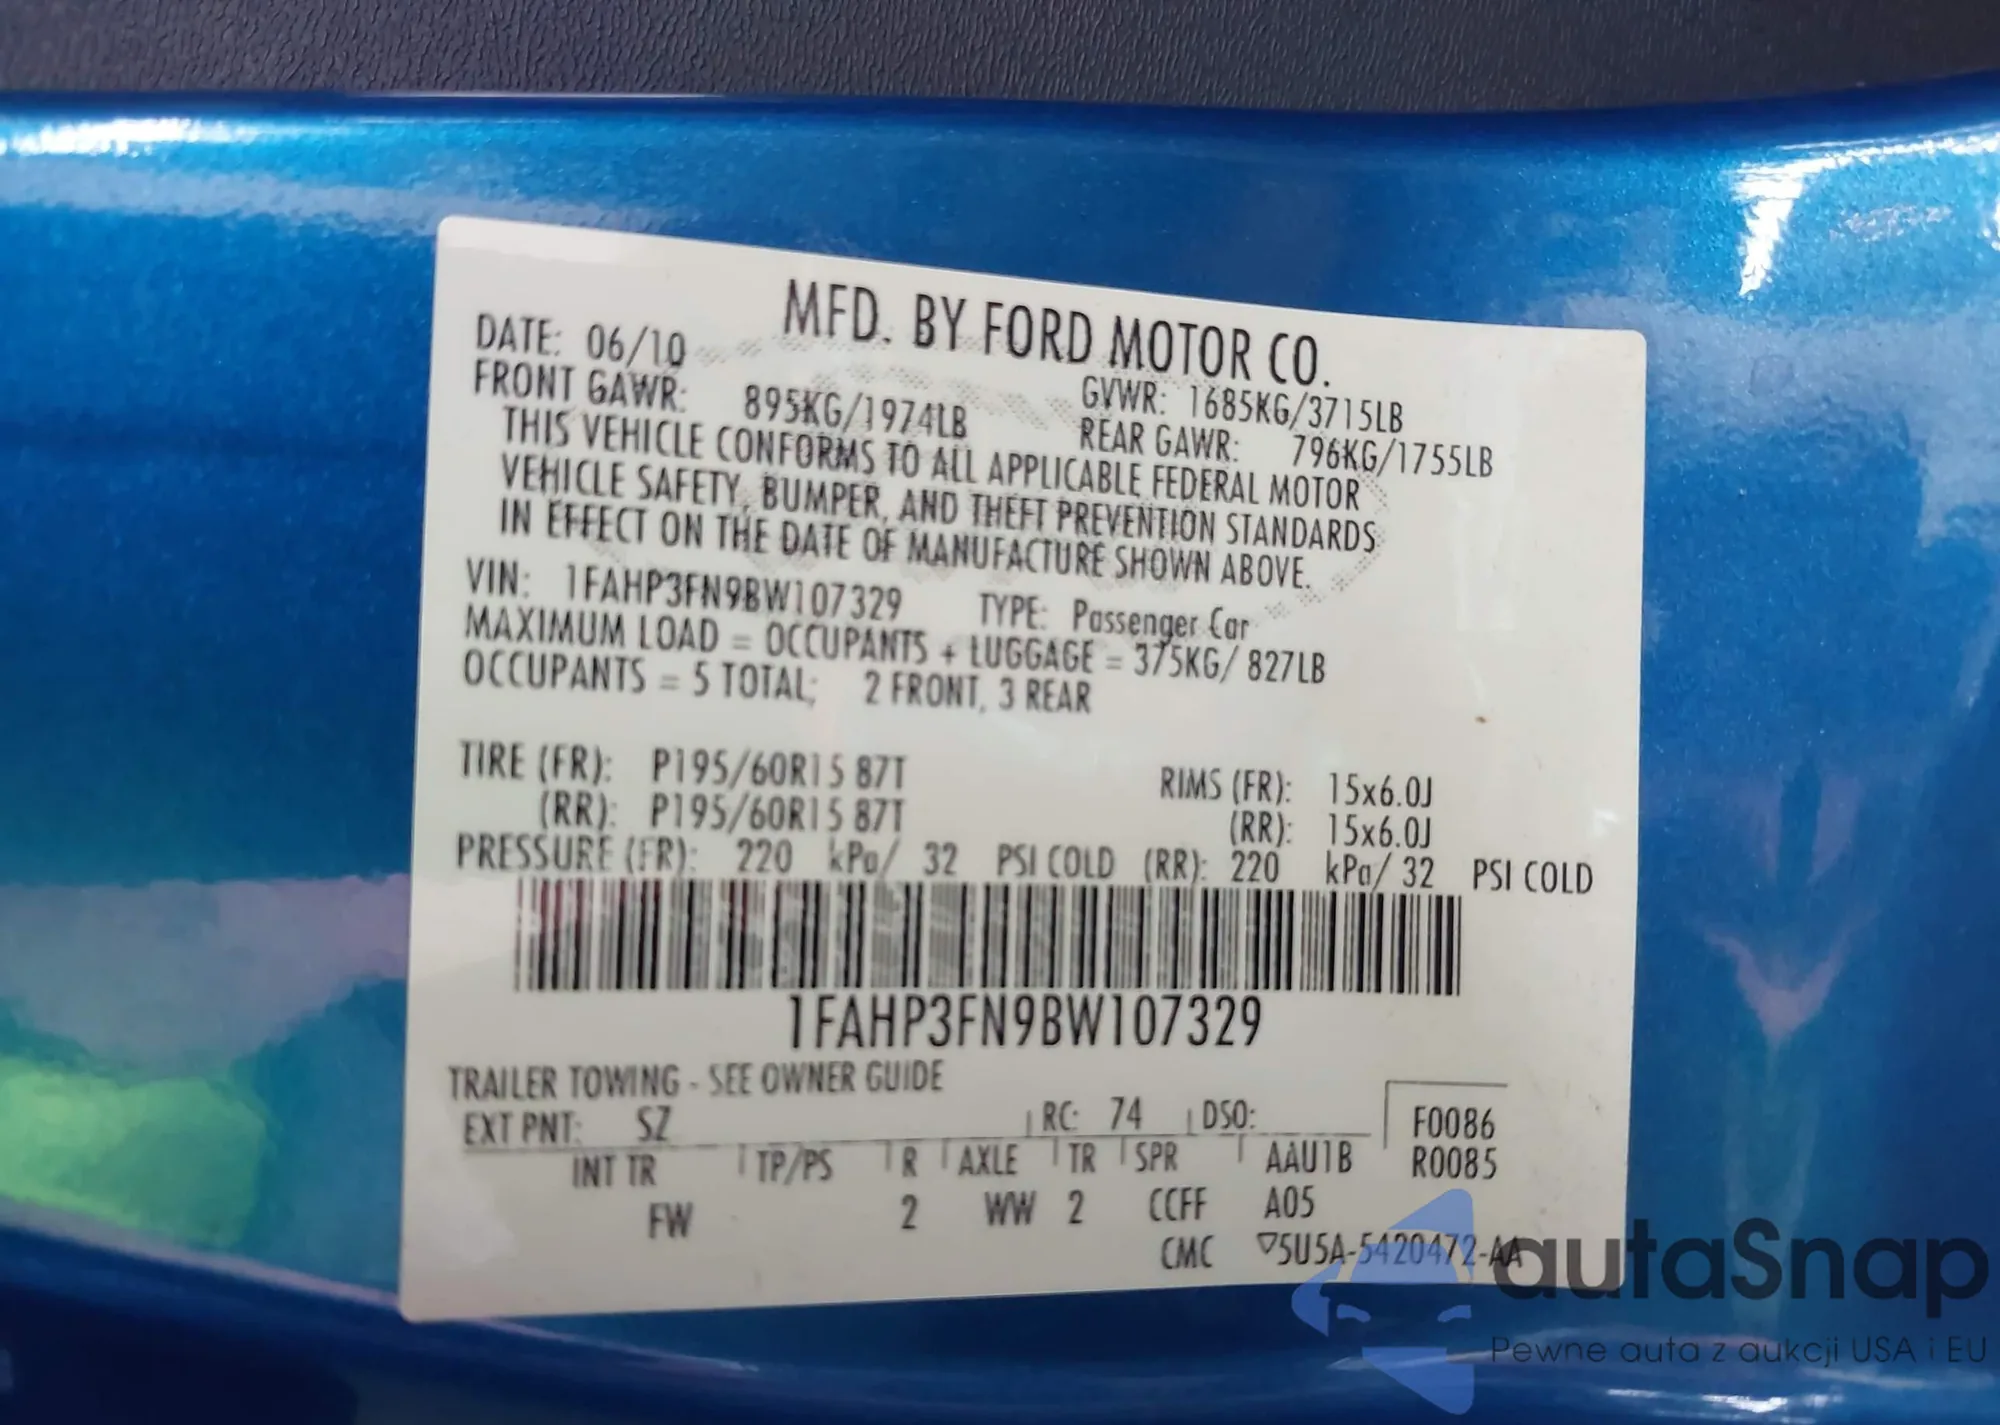 MFD. BY FORD MOTOR CO.
DATE: 06/10
GVWR: 1685KG/3715LB
FRONT GAWR: 895KG/1974LB REAR GAWR: 796KG/1755LB
THIS VEHICLE CONFORMS TO ALL APPLICABLE FEDERAL MOTOR
VEHICLE SAFETY, BUMPER, AND THEFT PREVENTION STANDARDS
IN EFFECT ON THE DATE OF MANUFACTURE SHOWN ABOVE.
VIN: 1FAHP3FN9BW107329 TYPE: Passenger Car
MAXIMUM LOAD = OCCUPANTS + LUGGAGE = 375KG/ 827LB
OCCUPANTS = 5 TOTAL; 2 FRONT, 3 REAR
TIRE (FR): P195/60R15 87T RIMS (FR): 15x6.0J
(RR): P195/60R15 87T (RR): 15x6.0J
PRESSURE (FR): 220 kPa/ 32 PSI COLD (RR): 220 kPa/ 32 PSI COLD
1FAHP3FN9BW107329
TRAILER TOWING - SEE OWNER GUIDE
EXT PNT: SZ RC: 74 DSO: F0086
INT TR TP/PS R AXLE TR SPR AAU1B R0085
FW 2 WW 2 CCFF A05
CMC ▽5U5A-5420472-AA
autaSnap
Pewne auta z aukcji USA i EU